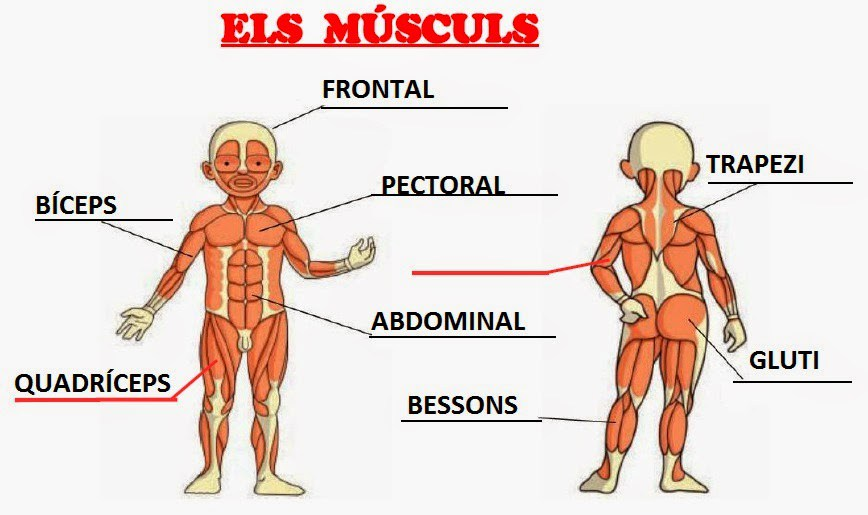 ELS MÚSCULS
FRONTAL
TRAPEZI
PECTORAL
BÍCEPS
ABDOMINAL
GLUTI
QUADRÍCEPS
BESSONS